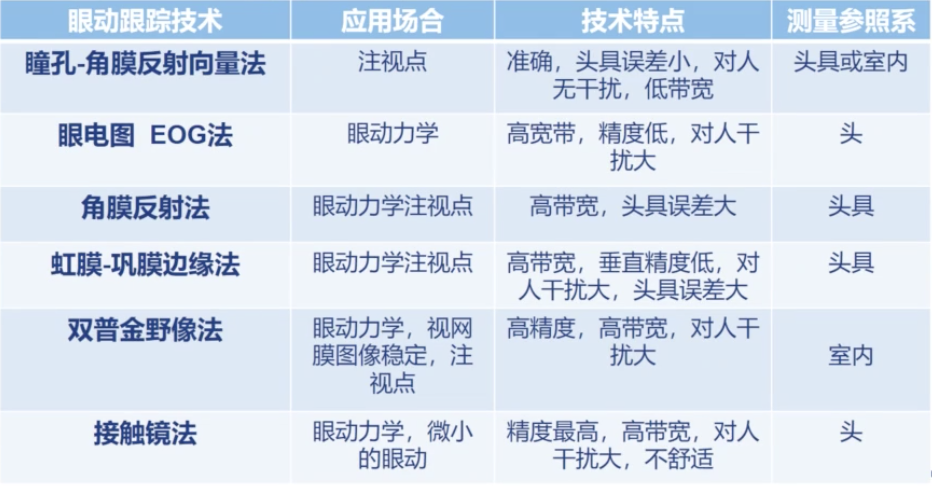 眼动跟踪技术 应用场合 技术特点 测量参照系
瞳孔-角膜反射向量法 注视点 准确，头具误差小，对人 头具或室内
无干扰，低带宽
眼电图 EOG法 眼动力学 高宽带，精度低，对人干 头
扰大
角膜反射法 眼动力学注视点 高带宽，头具误差大 头具
虹膜-巩膜边缘法 眼动力学注视点 高带宽，垂直精度低，对 头具
人干扰大，头具误差大
双普金野像法 眼动力学，视网 高精度，高带宽，对人干
膜图像稳定，注 扰大 室内
视点
接触镜法 眼动力学，微小 精度最高，高带宽，对人 头
的眼动 干扰大，不舒适